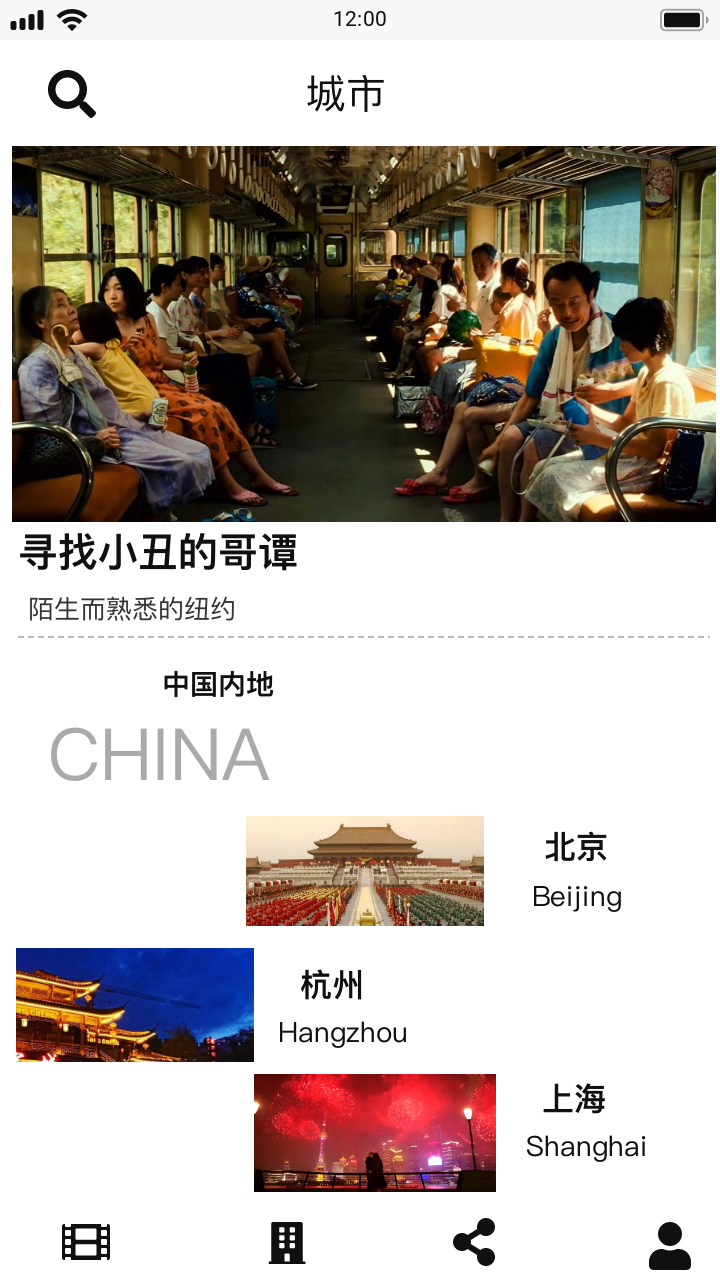 12:00
城市
寻找小丑的哥谭
陌生而熟悉的纽约
中国内地
CHINA
北京
Beijing
杭州
Hangzhou
上海
Shanghai